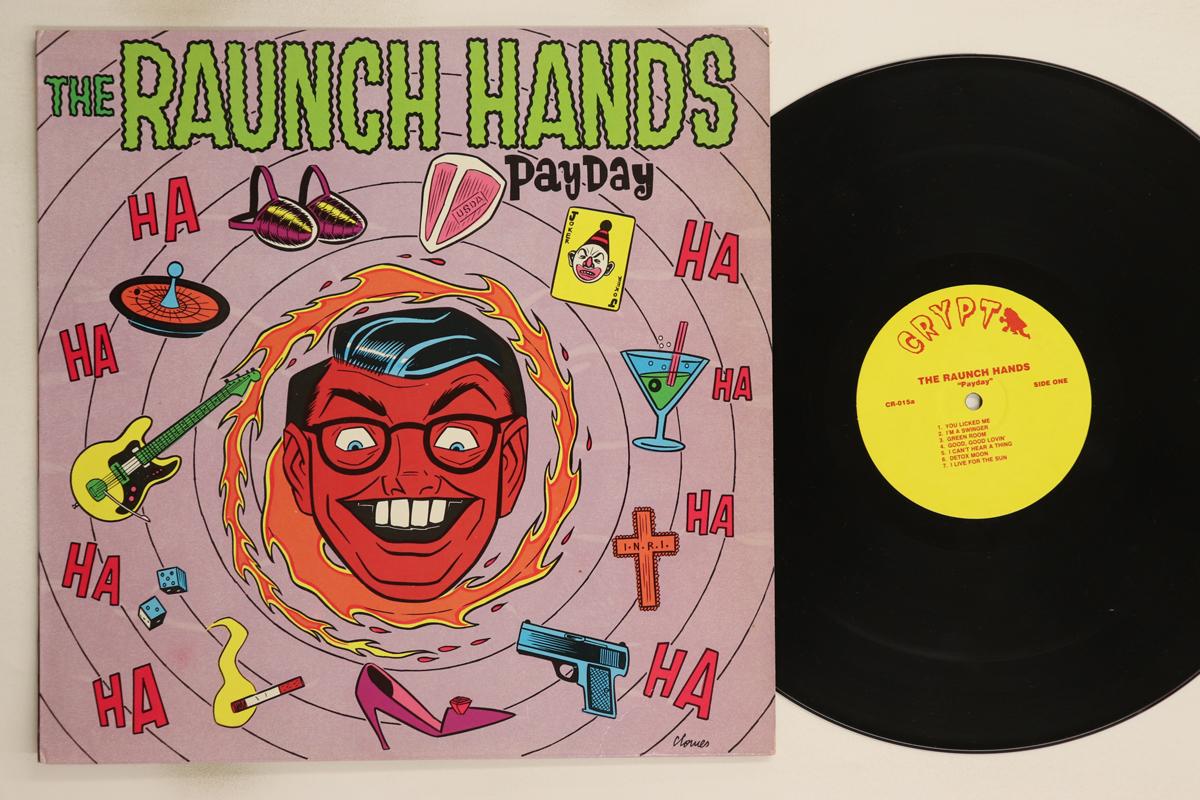 THE RAUNCH HANDS
PayDay
HA
USDA
JOKER
JOKER
HA
HA
HA
HA
I.N.R.I.
HA
HA
HA
Clowes
CRYPT
THE RAUNCH HANDS
"Payday"
SIDE ONE
CR-015a
1. YOU LICKED ME
2. I'M A SWINGER
3. GREEN ROOM
4. GOOD, GOOD LOVIN'
5. I CAN'T HEAR A THING
6. DETOX MOON
7. I LIVE FOR THE SUN